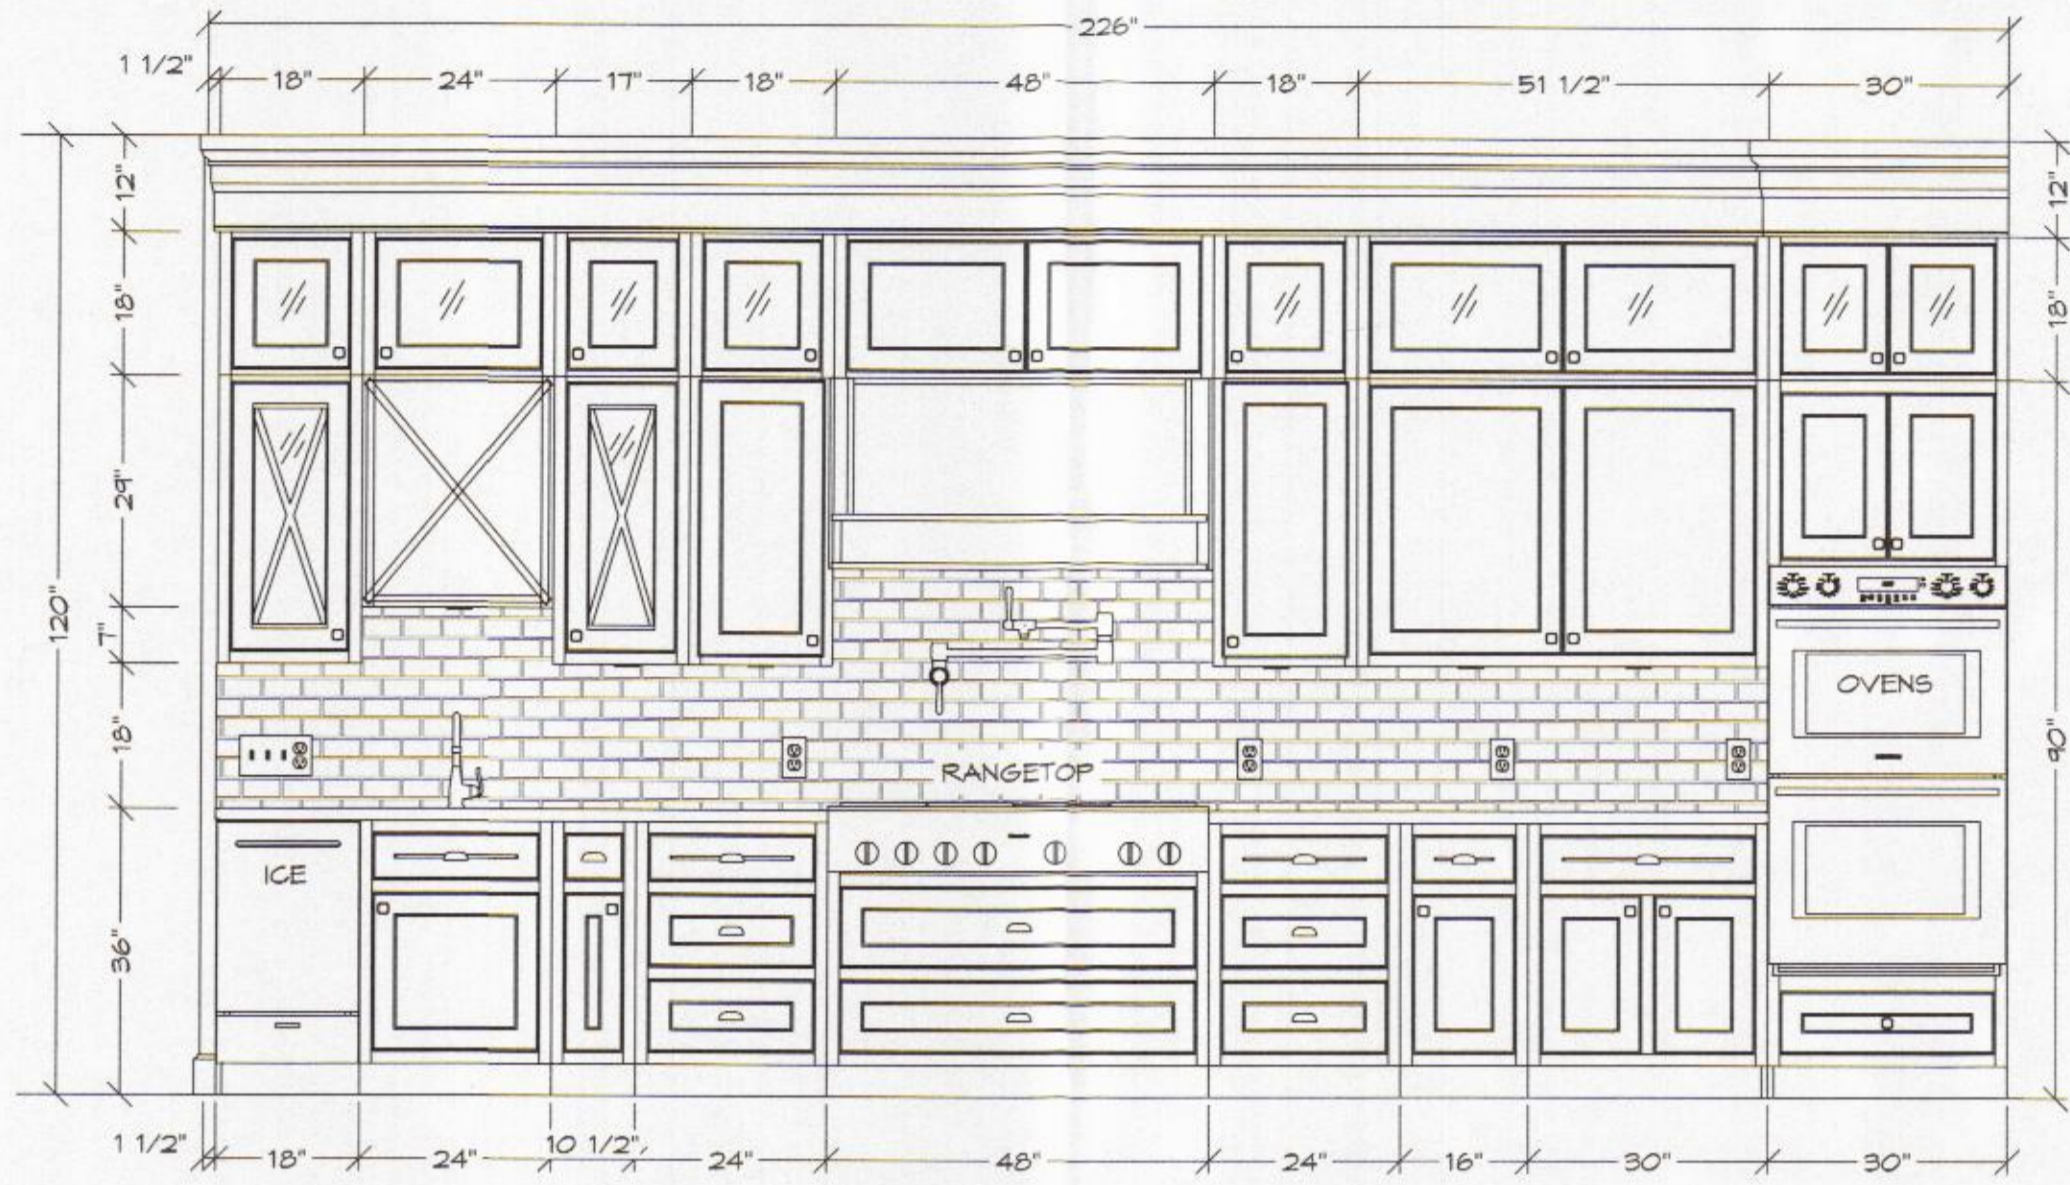 226"
1 1/2" 18" 24" 17" 18" 48" 18" 51 1/2" 30"
12" 12"
18" 18"
29"
120" 7"
OVENS
18" 90"
RANGETOP
ICE
36"
1 1/2" 18" 24" 10 1/2" 24" 48" 24" 16" 30" 30"